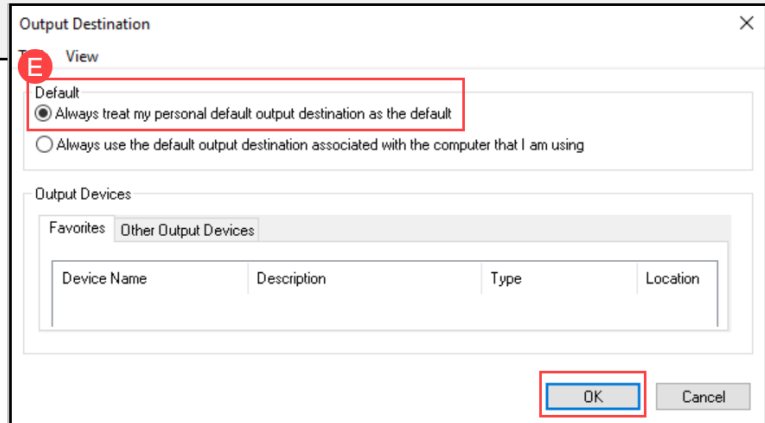 Output Destination
View
E
Default
Always treat my personal default output destination as the default
Always use the default output destination associated with the computer that I am using
Output Devices
Favorites Other Output Devices
Device Name Description Type Location
OK Cancel